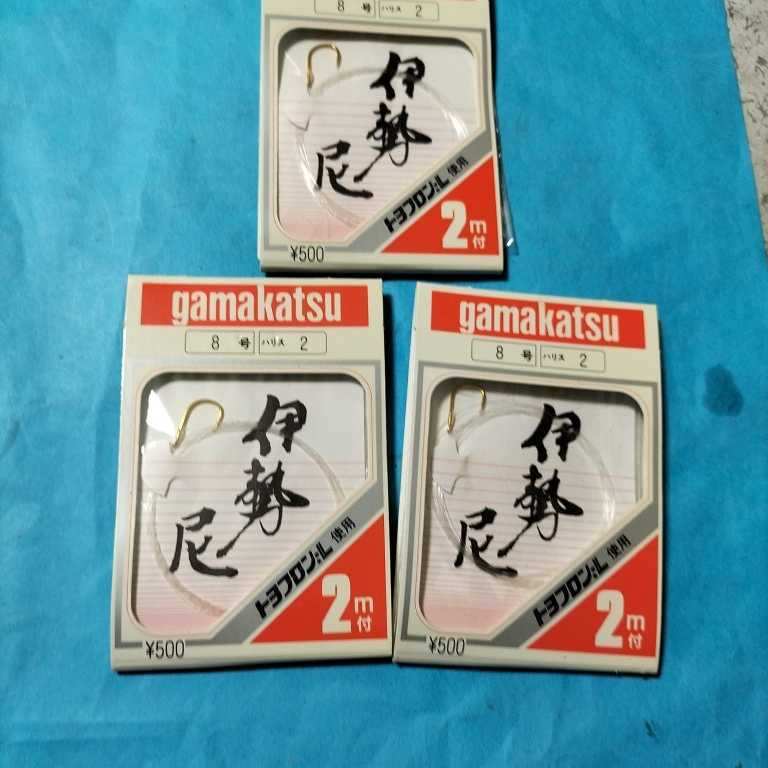 8 号 ハリス 2
伊勢尼
トヨフロン:L 使用
2m付
¥500
gamakatsu
8 号 ハリス 2
伊勢尼
トヨフロン:L 使用
2m付
¥500
gamakatsu
8 号 ハリス 2
伊勢尼
トヨフロン:L 使用
2m付
¥500